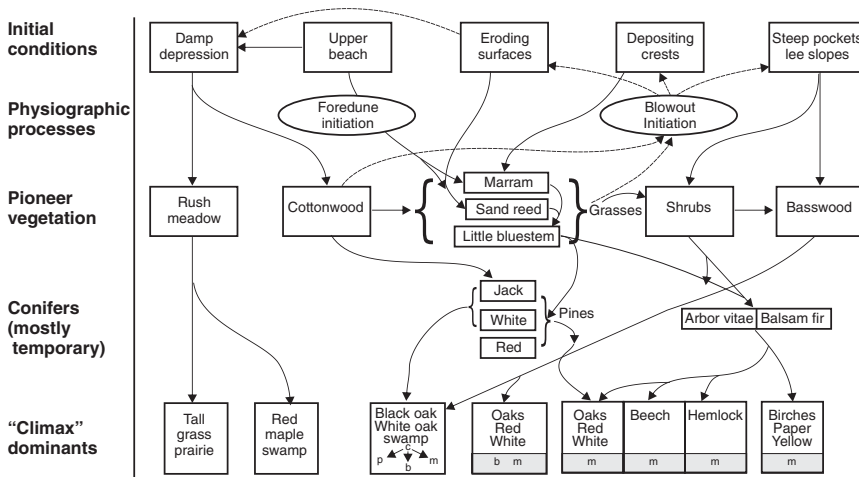 Initial
conditions
Damp
depression
Upper
beach
Eroding
surfaces
Depositing
crests
Steep pockets
lee slopes
Physiographic
processes
Foredune
initiation
Blowout
Initiation
Pioneer
vegetation
Rush
meadow
Cottonwood
Marram
Sand reed
Little bluestem
Grasses
Shrubs
Basswood
Conifers
(mostly
temporary)
Jack
White
Red
Pines
Arbor vitae
Balsam fir
“Climax”
dominants
Tall
grass
prairie
Red
maple
swamp
Black oak
White oak
swamp
c
p
b
m
Oaks
Red
White
b m
Oaks
Red
White
m
Beech
m
Hemlock
m
Birches
Paper
Yellow
m